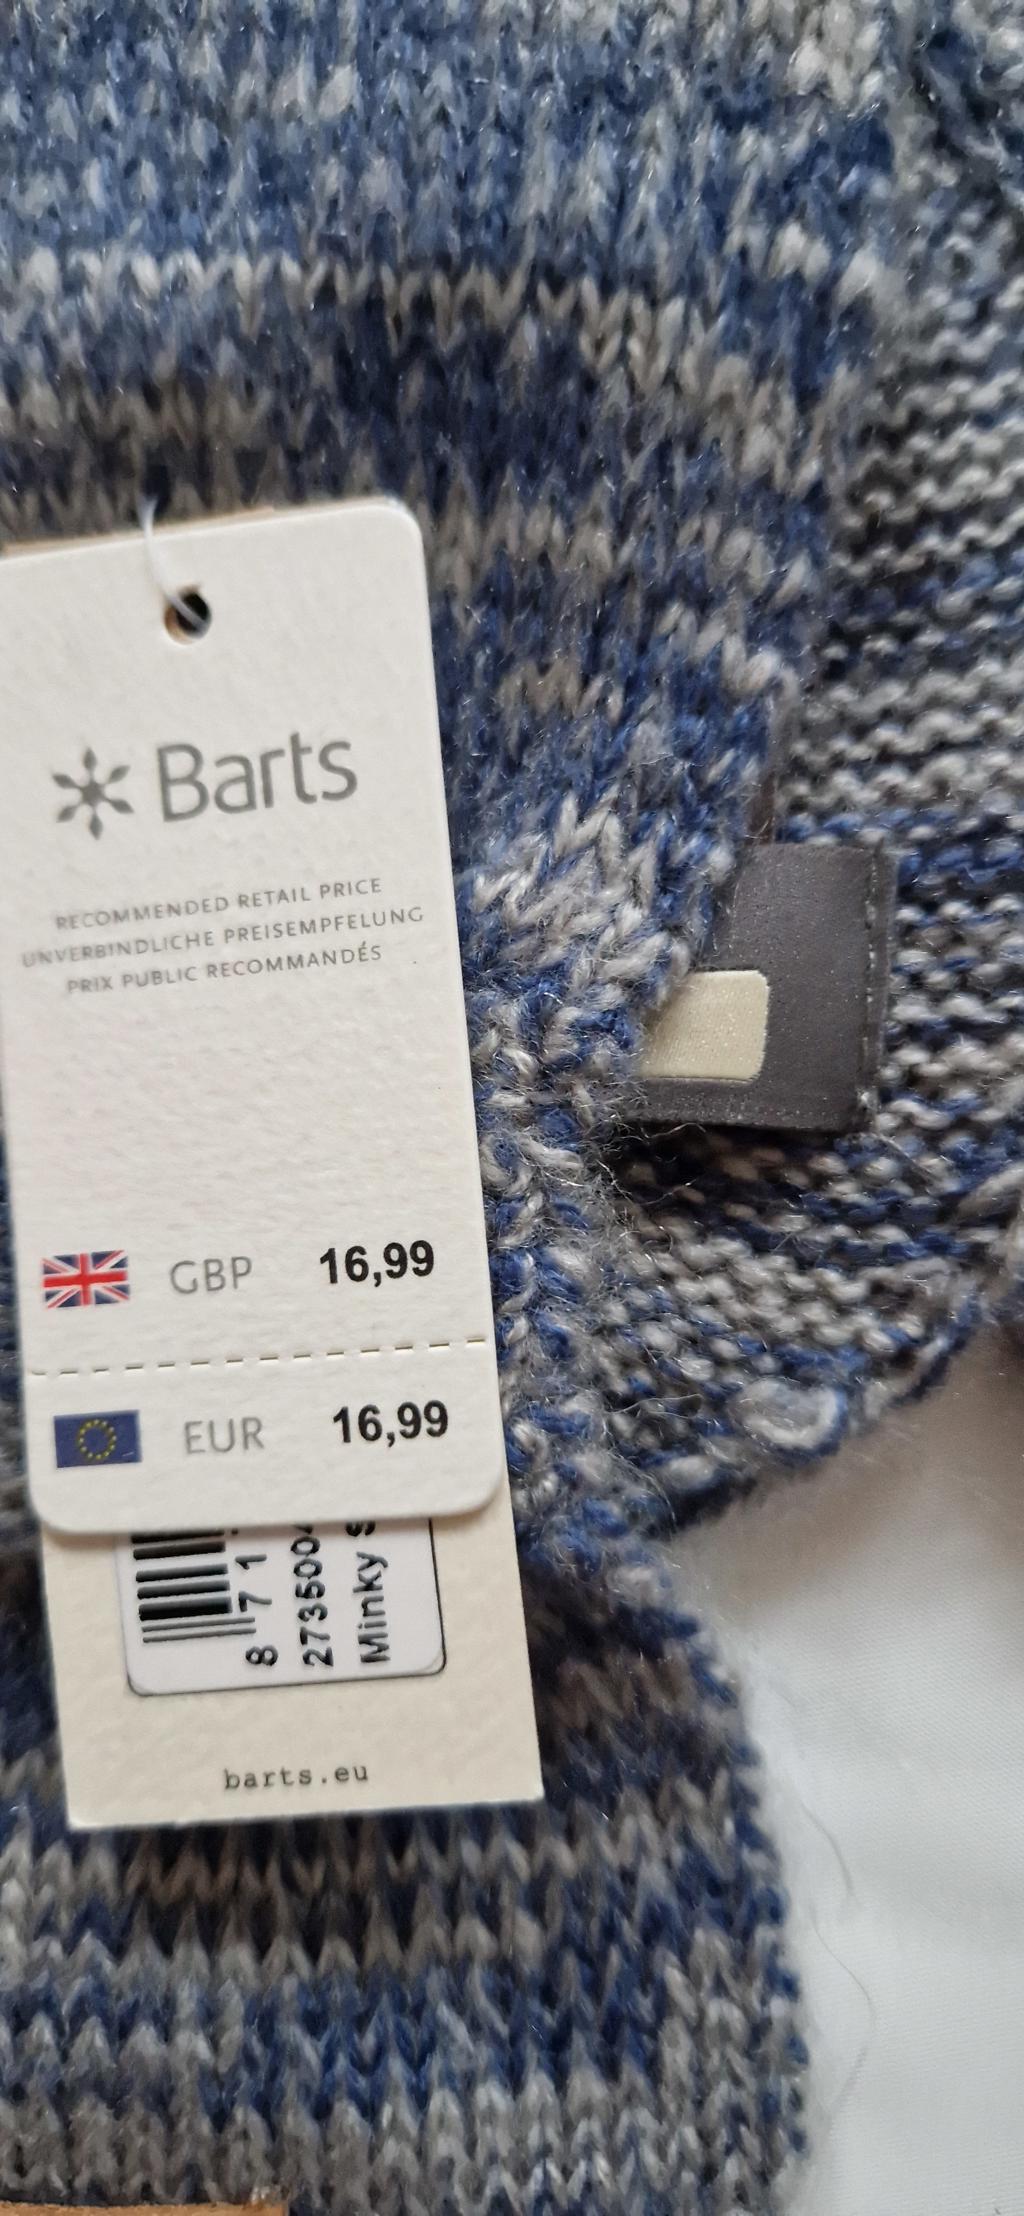 Barts
RECOMMENDED RETAIL PRICE
UNVERBINDLICHE PREISEMPFELUNG
PRIX PUBLIC RECOMMANDÉS
GBP 16,99
EUR 16,99
8 71
273500
Minky
barts.eu